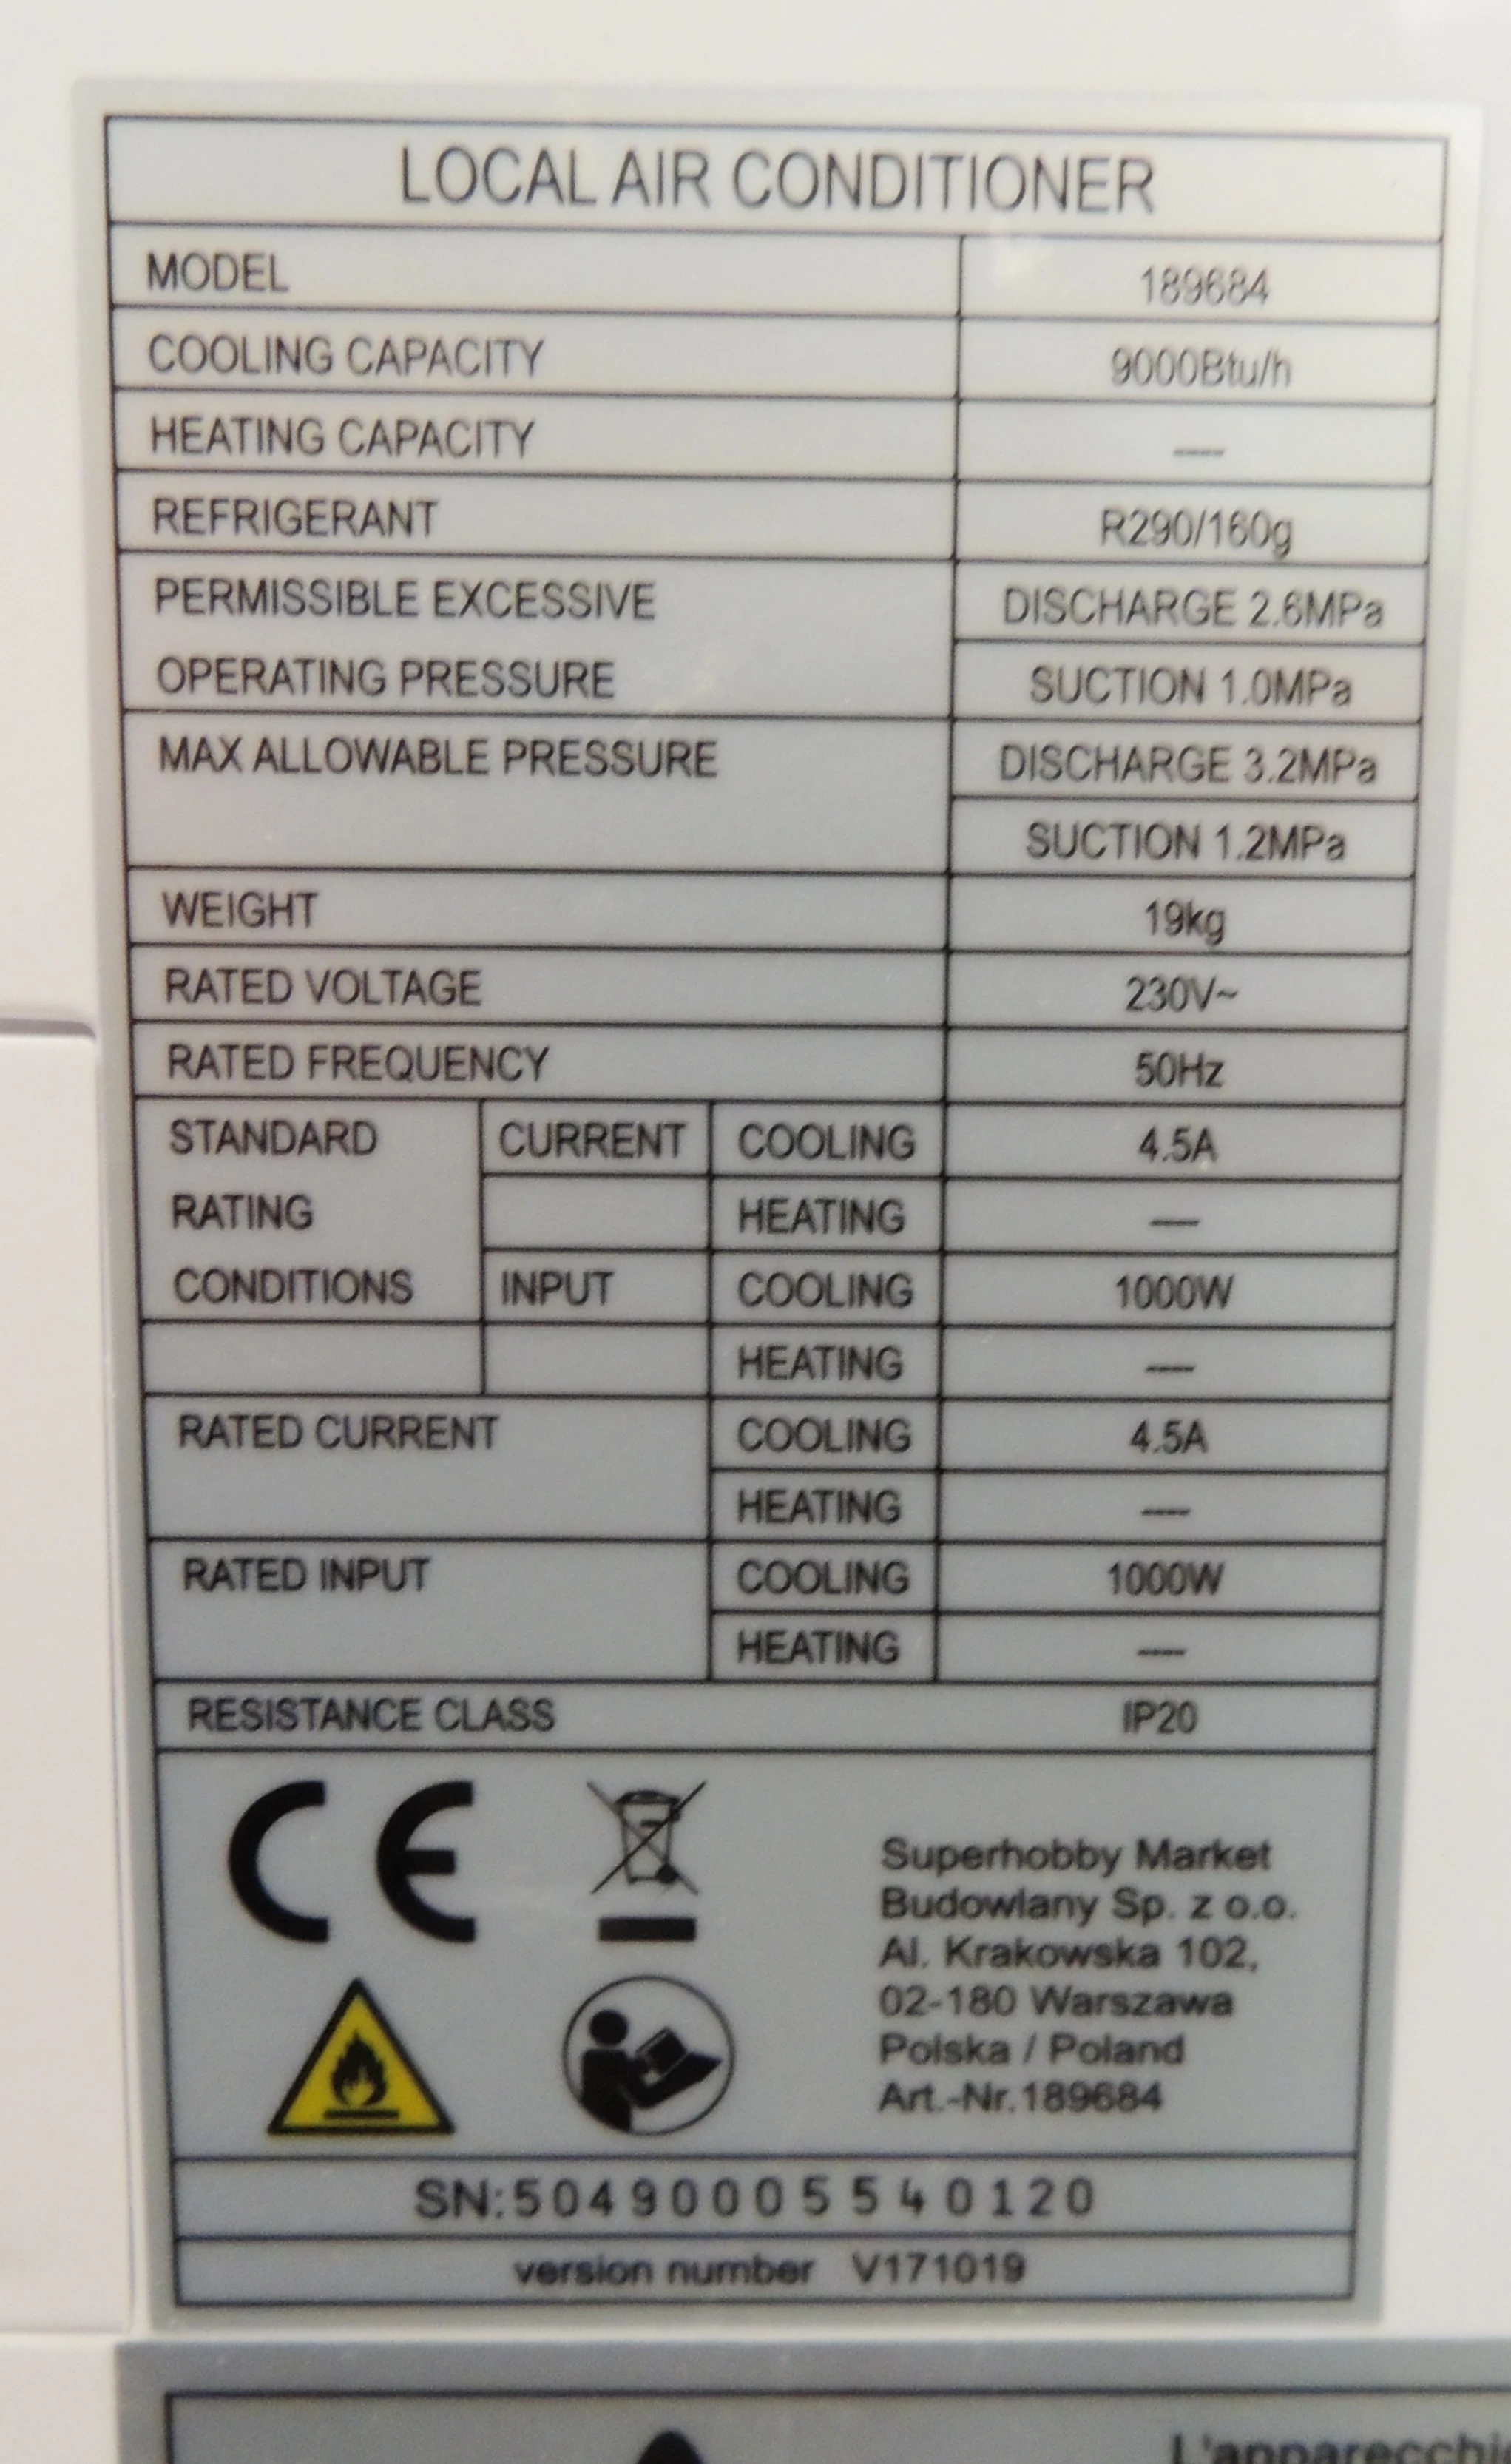 LOCAL AIR CONDITIONER
MODEL 189684
COOLING CAPACITY 9000Btu/h
HEATING CAPACITY —
REFRIGERANT R290/160g
PERMISSIBLE EXCESSIVE DISCHARGE 2.6MPa
OPERATING PRESSURE SUCTION 1.0MPa
MAX ALLOWABLE PRESSURE DISCHARGE 3.2MPa
SUCTION 1.2MPa
WEIGHT 19kg
RATED VOLTAGE 230V~
RATED FREQUENCY 50Hz
STANDARD CURRENT COOLING 4.5A
RATING HEATING —
CONDITIONS INPUT COOLING 1000W
HEATING —
RATED CURRENT COOLING 4.5A
HEATING —
RATED INPUT COOLING 1000W
HEATING —
RESISTANCE CLASS IP20
CE
Superhobby Market
Budowlany Sp. z o.o.
Al. Krakowska 102,
02-180 Warszawa
Polska / Poland
Art.-Nr.189684
SN:50490005540120
version number V171019